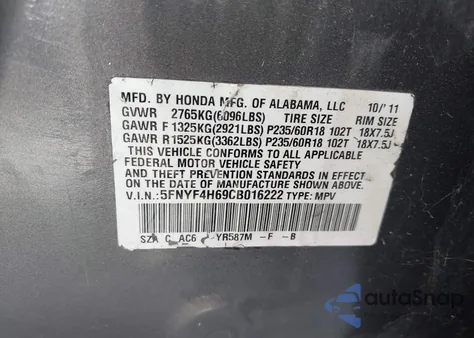 MFD. BY HONDA MFG. OF ALABAMA, LLC 10/'11
GVWR 2765KG(6096LBS) TIRE SIZE RIM SIZE
GAWR F 1325KG(2921LBS) P235/60R18 102T 18X7.5J
GAWR R 1525KG(3362LBS) P235/60R18 102T 18X7.5J
THIS VEHICLE CONFORMS TO ALL APPLICABLE
FEDERAL MOTOR VEHICLE SAFETY
AND THEFT PREVENTION STANDARDS IN EFFECT
ON THE DATE OF MANUFACTURE SHOWN ABOVE.
V.I.N.:5FNYF4H69CB016222 TYPE: MPV
SZA C AC6 YR587M -F -B
autoSnap